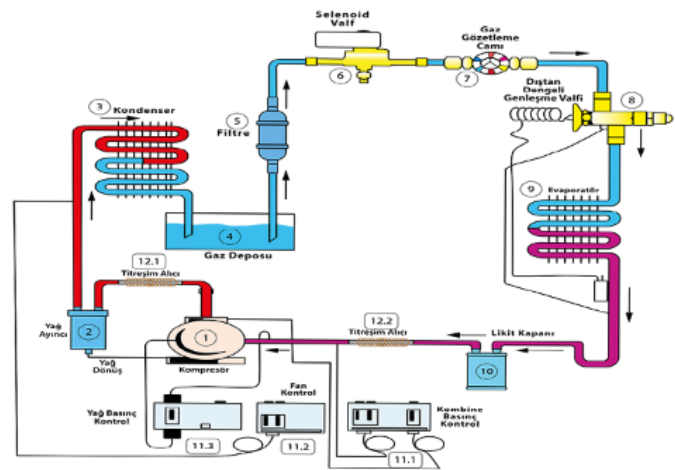 Selenoid
Valf
6
Gaz
Gözetleme
Camı
7
Dıştan
Dengeli
Genleşme Valfi
8
3
Kondenser
5
Filtre
9
Evaporatör
4
Gaz Deposu
12.1
Titreşim Alıcı
12.2
Titreşim Alıcı
Likit Kapanı
Yağ
Ayırıcı
2
1
Yağ
Dönüş
Kompresör
10
Fan
Kontrol
Yağ Basınç
Kontrol
Kombine
Basınç
Kontrol
11.3
11.2
11.1